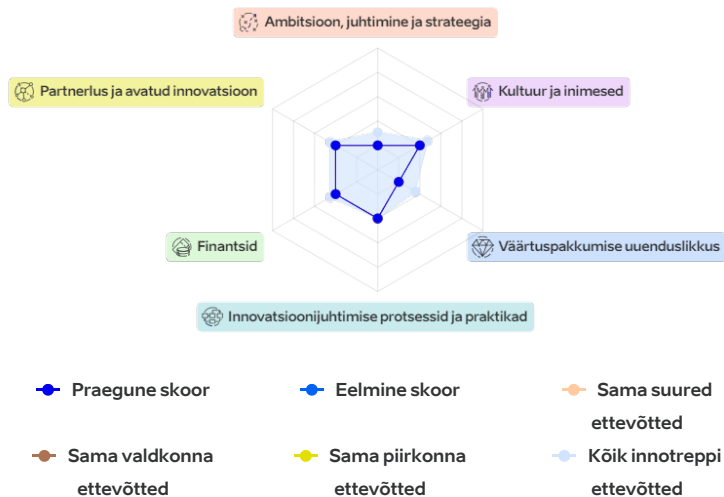 Ambitsioon, juhtimine ja strateegia
Partnerlus ja avatud innovatsioon
Kultuur ja inimesed
Finantsid
Väärtuspakkumise uuenduslikkus
Innovatsioonijuhtimise protsessid ja praktikad
Praegune skoor
Eelmine skoor
Sama suured
ettevõtted
Sama valdkonna
ettevõtted
Sama piirkonna
ettevõtted
Kõik innotreppi
ettevõtted